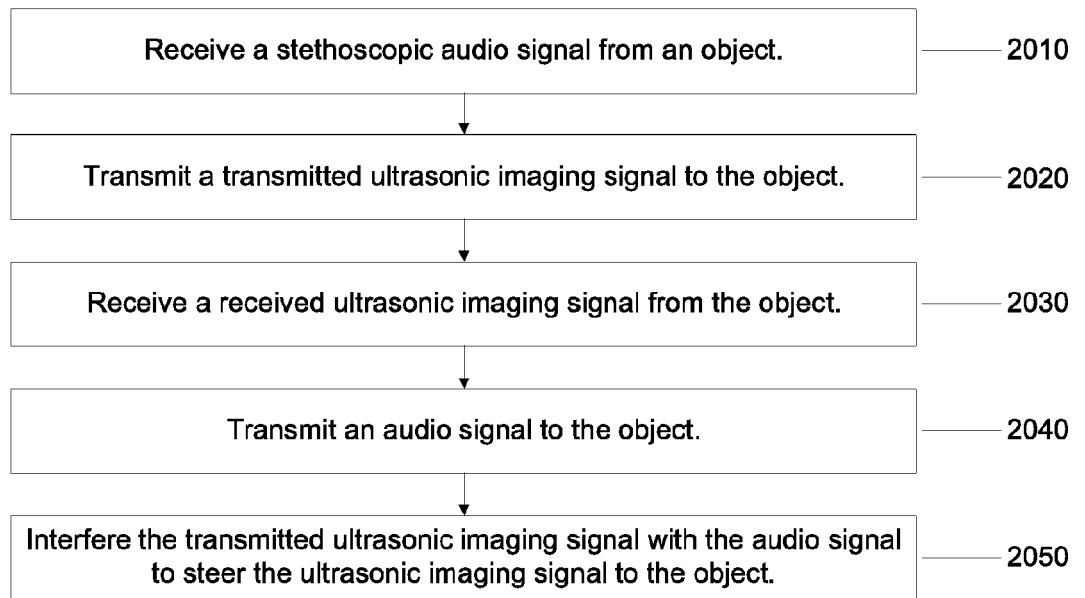 Receive a stethoscopic audio signal from an object.
2010
Transmit a transmitted ultrasonic imaging signal to the object.
2020
Receive a received ultrasonic imaging signal from the object.
2030
Transmit an audio signal to the object.
2040
Interfere the transmitted ultrasonic imaging signal with the audio signal
to steer the ultrasonic imaging signal to the object.
2050